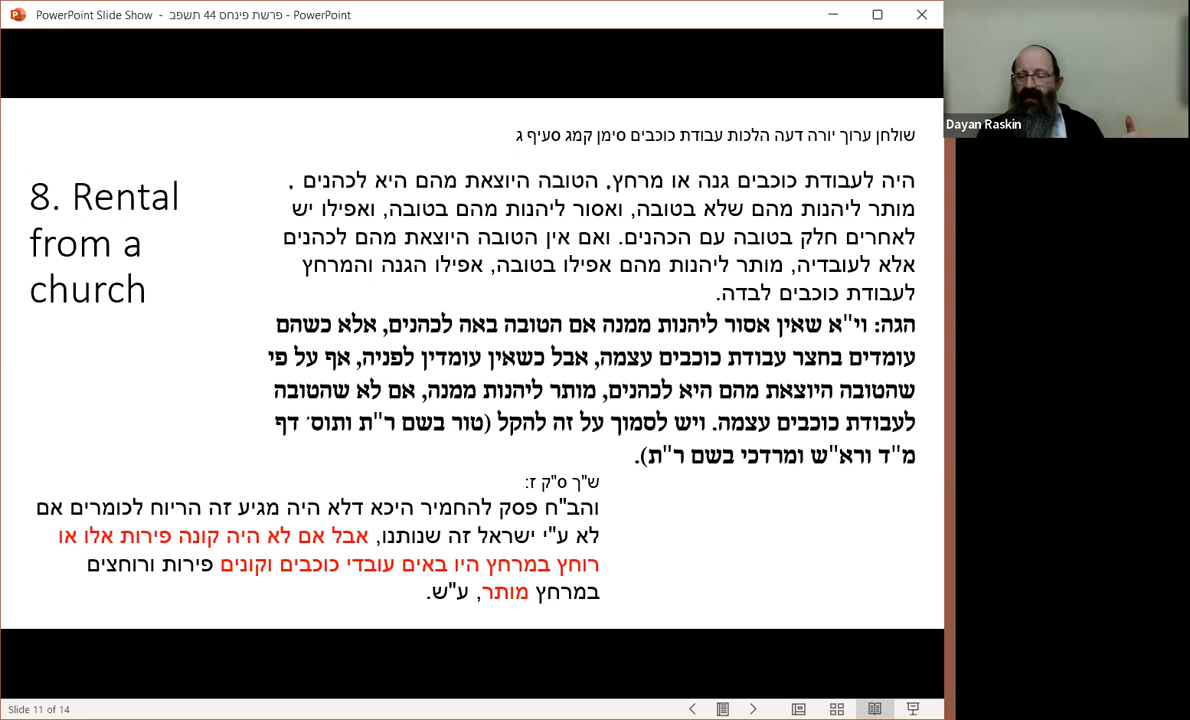 PowerPoint Slide Show - פרשת פינחס 44 תשפב - PowerPoint
Dayan Raskin
שולחן ערוך יורה דעה הלכות עבודת כוכבים סימן קמג סעיף ג
8. Rental
from a
church
היה לעבודת כוכבים גנה או מרחץ, הטובה היוצאת מהם היא לכהנים ,
מותר ליהנות מהם שלא בטובה, ואסור ליהנות מהם בטובה, ואפילו יש
לאחרים חלק בטובה עם הכהנים. ואם אין הטובה היוצאת מהם לכהנים
אלא לעובדיה, מותר ליהנות מהם אפילו בטובה, אפילו הגנה והמרחץ
לעבודת כוכבים לבדה.
הגה: וי"א שאין אסור ליהנות ממנה אם הטובה באה לכהנים, אלא כשהם
עומדים בחצר עבודת כוכבים עצמה, אבל כשאין עומדין לפניה, אף על פי
שהטובה היוצאת מהם היא לכהנים, מותר ליהנות ממנה, אם לא שהטובה
לעבודת כוכבים עצמה. ויש לסמוך על זה להקל (טור בשם ר"ת ותוס' דף
מ"ד ורא"ש ומרדכי בשם ר"ת).
ש"ך ס"ק ז:
והב"ח פסק להחמיר היכא דלא היה מגיע זה הריוח לכומרים אם
לא ע"י ישראל זה שנותנו, אבל אם לא היה קונה פירות אלו או
רוחץ במרחץ היו באים עובדי כוכבים וקונים פירות ורוחצים
במרחץ מותר, ע"ש.
Slide 11 of 14